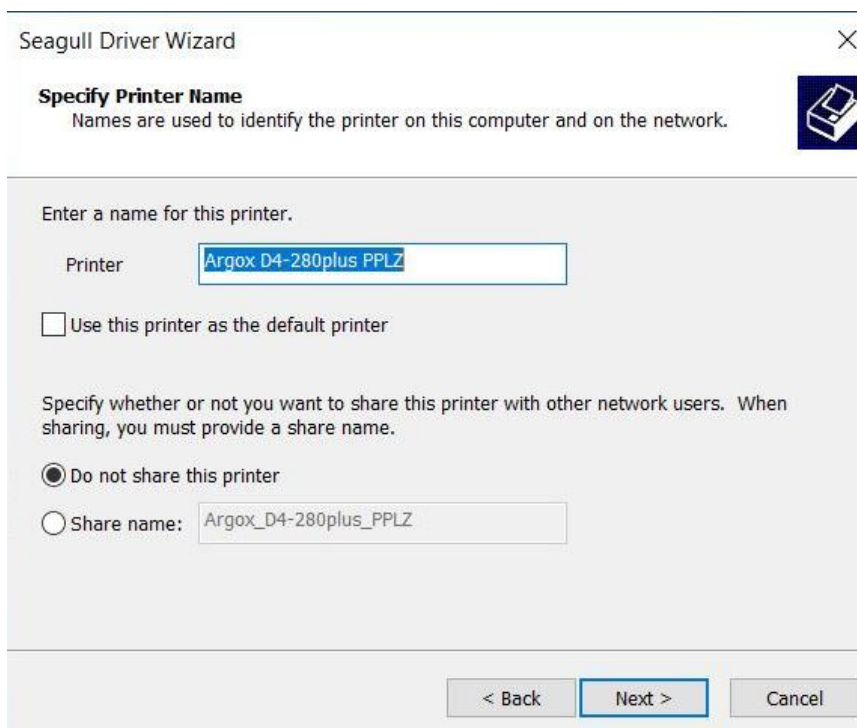 Seagull Driver Wizard
Specify Printer Name
Names are used to identify the printer on this computer and on the network.
Enter a name for this printer.
Printer
Argox D4-280plus PPLZ
Use this printer as the default printer
Specify whether or not you want to share this printer with other network users. When
sharing, you must provide a share name.
Do not share this printer
Share name:
Argox_D4-280plus_PPLZ
< Back
Next >
Cancel